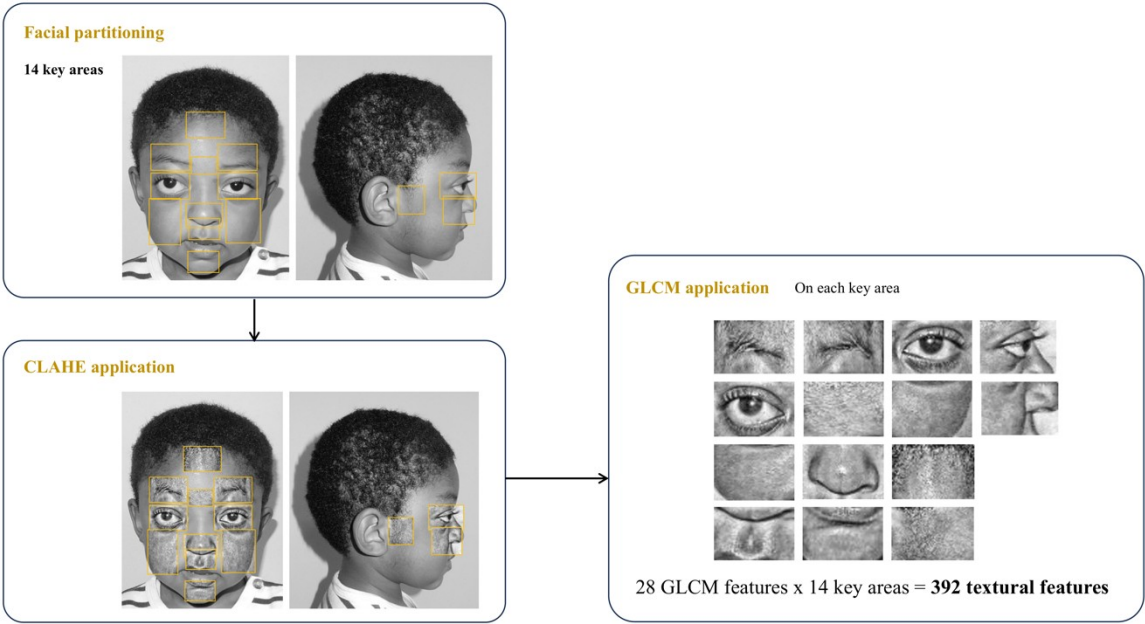 Facial partitioning
14 key areas
CLAHE application
GLCM application On each key area
28 GLCM features x 14 key areas = 392 textural features